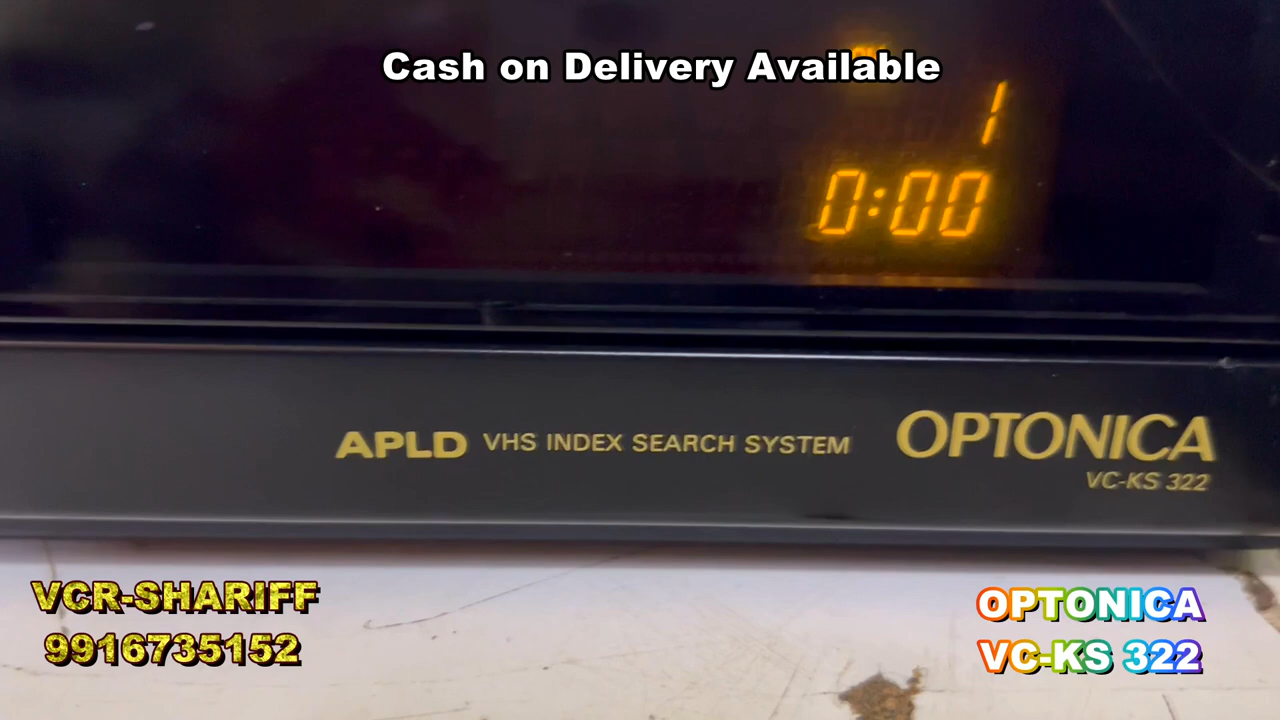 Cash on Delivery Available
1
0:00
APLD VHS INDEX SEARCH SYSTEM
OPTONICA
VC-KS 322
VCR-SHARIFF
9916735152
OPTONICA
VC-KS 322